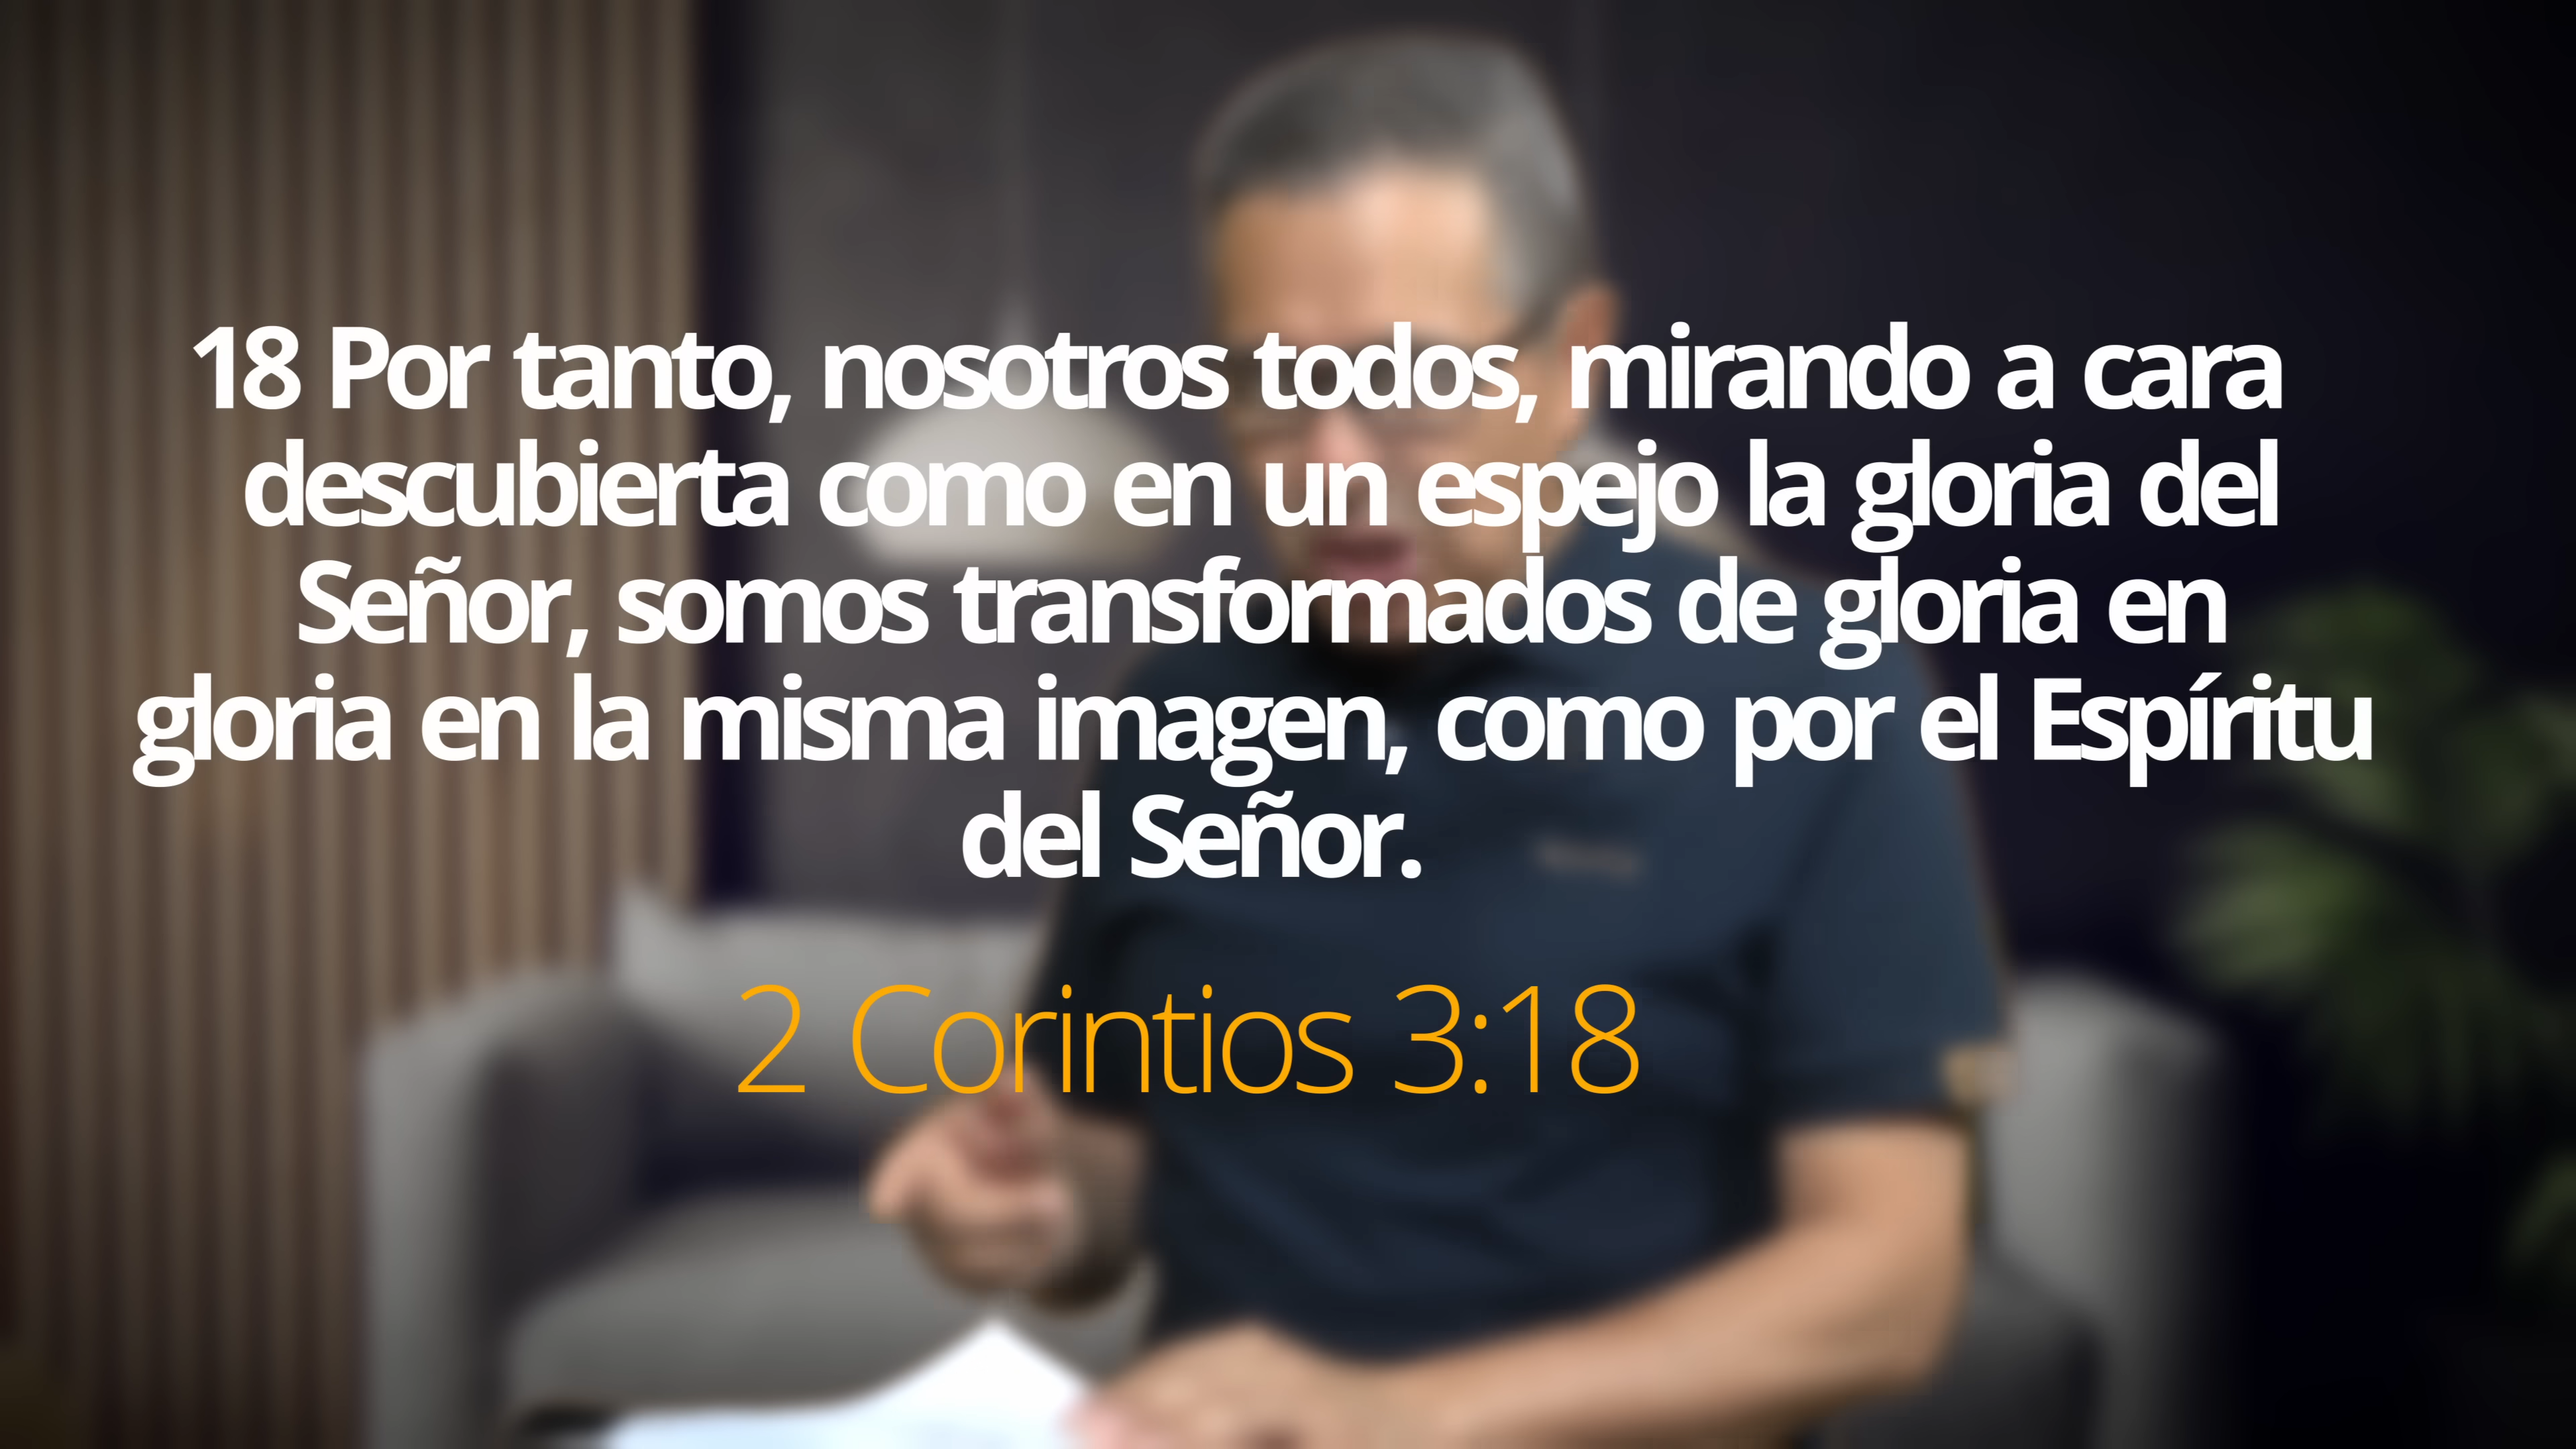 18 Por tanto, nosotros todos, mirando a cara
descubierta como en un espejo la gloria del
Señor, somos transformados de gloria en
gloria en la misma imagen, como por el Espíritu
del Señor.
2 Corintios 3:18